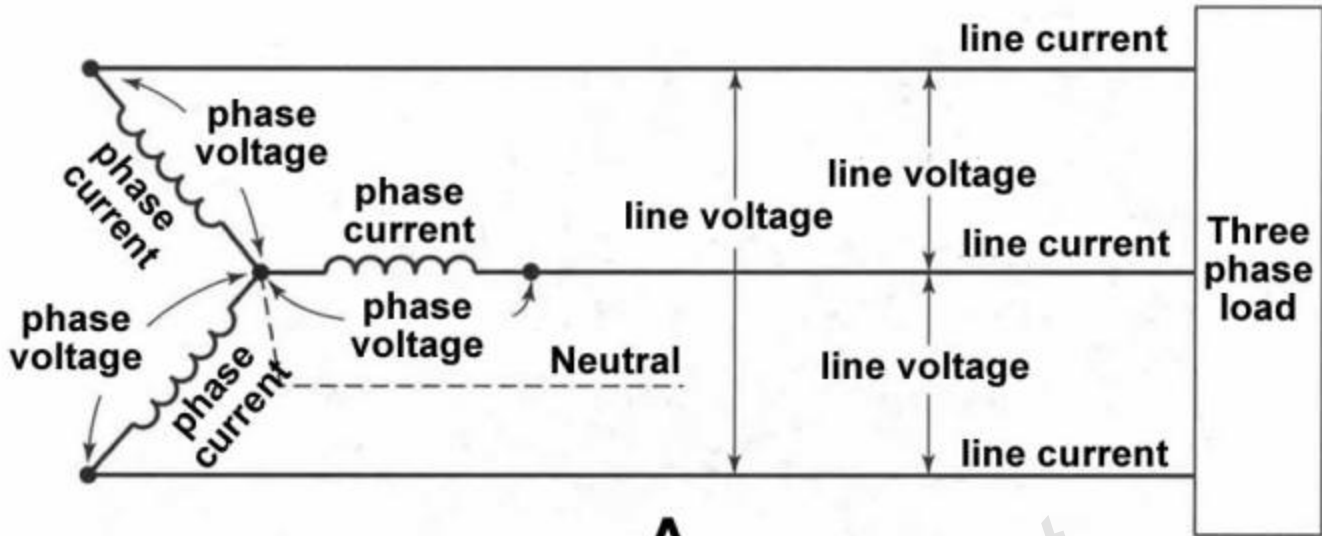 line current
phase
voltage
phase
current
phase
current
line voltage
line voltage
line current
Three
phase
load
phase
voltage
phase
voltage
Neutral
phase
current
line voltage
line current
A